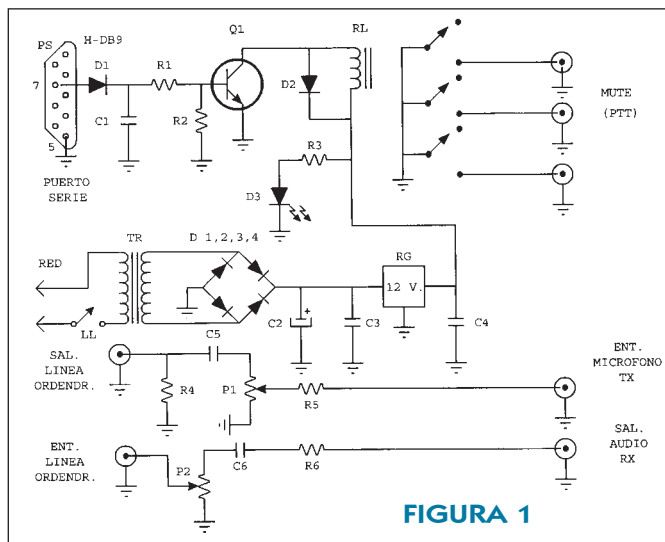 PS
H-DB9
Q1
RL
D1
R1
7
D2
MUTE
(PTT)
C1
R2
5
PUERTO
SERIE
R3
D3
TR
D 1,2,3,4
RED
RG
12 V.
LL
C2
+
C3
C4
C5
SAL.
LINEA
ORDENDR.
R4
P1
R5
ENT.
MICROFONO
TX
ENT.
LINEA
ORDENDR.
P2
C6
R6
SAL.
AUDIO
RX
FIGURA 1